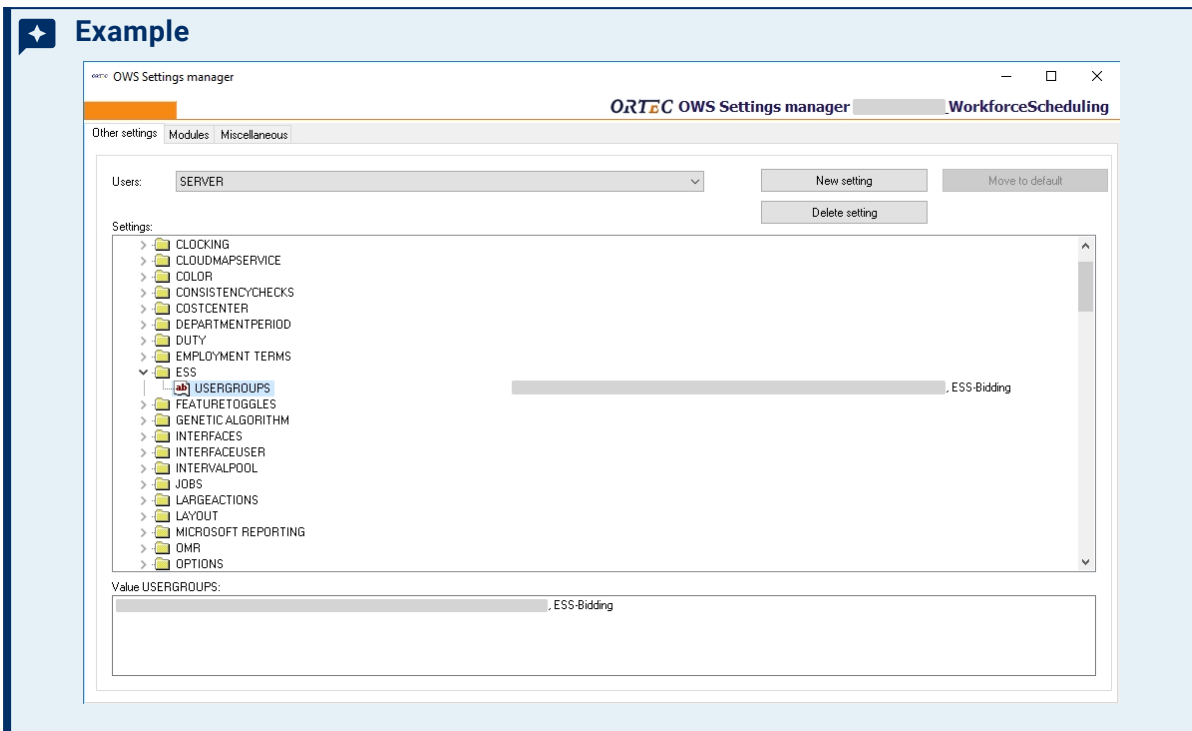 Example
ORTEC OWS Settings manager
ORTEC OWS Settings manager _WorkforceScheduling
Other settings Modules Miscellaneous
Users: SERVER New setting Move to default
Delete setting
Settings:
CLOCKING
CLOUDMAPSERVICE
COLOR
CONSISTENCYCHECKS
COSTCENTER
DEPARTMENTPERIOD
DUTY
EMPLOYMENT TERMS
ESS
ab USERGROUPS , ESS-Bidding
FEATURETOGGLES
GENETIC ALGORITHM
INTERFACES
INTERFACEUSER
INTERVALPOOL
JOBS
LARGEACTIONS
LAYOUT
MICROSOFT REPORTING
OMR
OPTIONS
Value USERGROUPS:
, ESS-Bidding